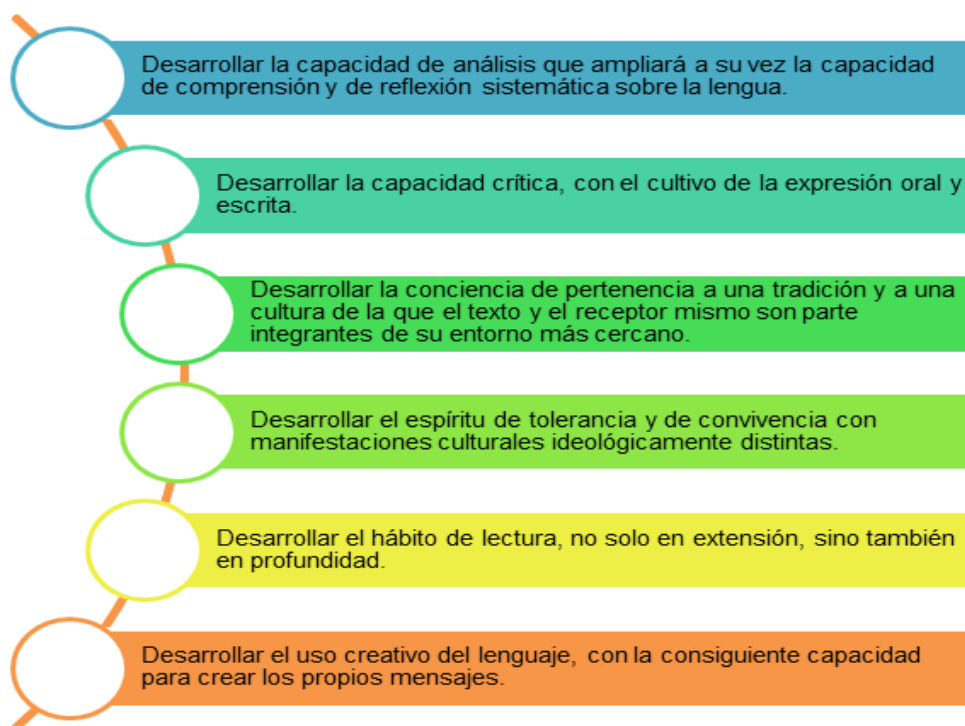 Desarrollar la capacidad de análisis que ampliará a su vez la capacidad
de comprensión y de reflexión sistemática sobre la lengua.
Desarrollar la capacidad crítica, con el cultivo de la expresión oral y
escrita.
Desarrollar la conciencia de pertenencia a una tradición y a una
cultura de la que el texto y el receptor mismo son parte
integrantes de su entorno más cercano.
Desarrollar el espíritu de tolerancia y de convivencia con
manifestaciones culturales ideológicamente distintas.
Desarrollar el hábito de lectura, no solo en extensión, sino también
en profundidad.
Desarrollar el uso creativo del lenguaje, con la consiguiente capacidad
para crear los propios mensajes.